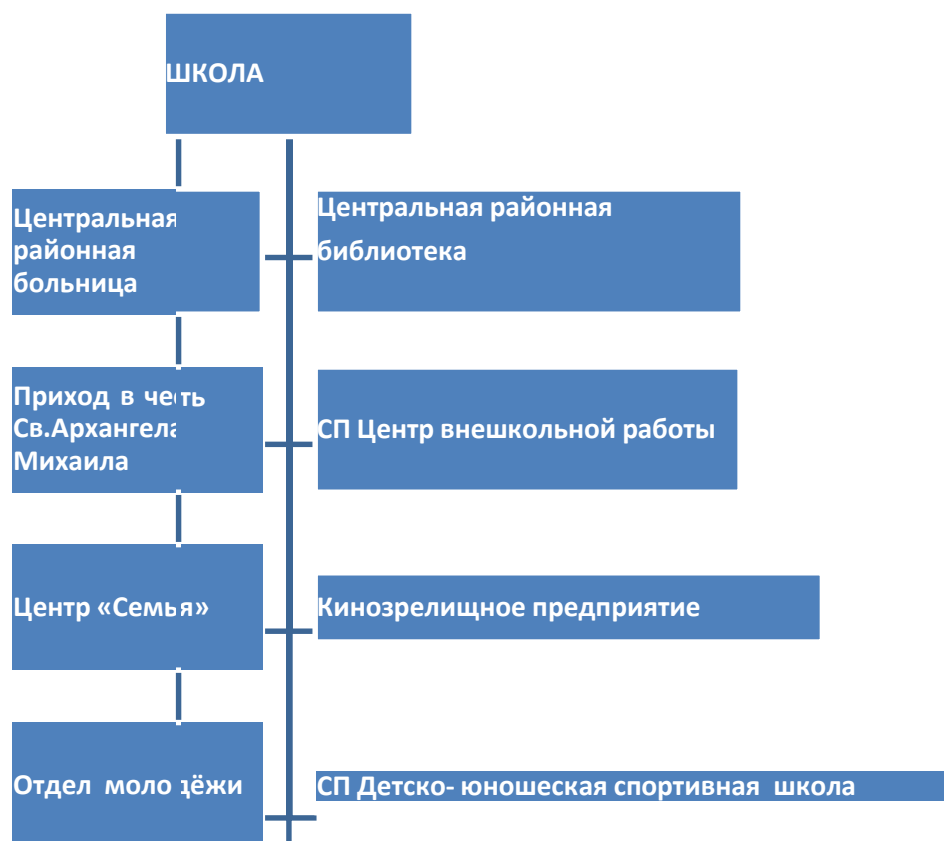 ШКОЛА
Центральная
районная
больница
Центральная районная
библиотека
Приход в честь
Св.Архангела
Михаила
СП Центр внешкольной работы
Центр «Семья»
Кинозрелищное предприятие
Отдел молодёжи
СП Детско- юношеская спортивная школа